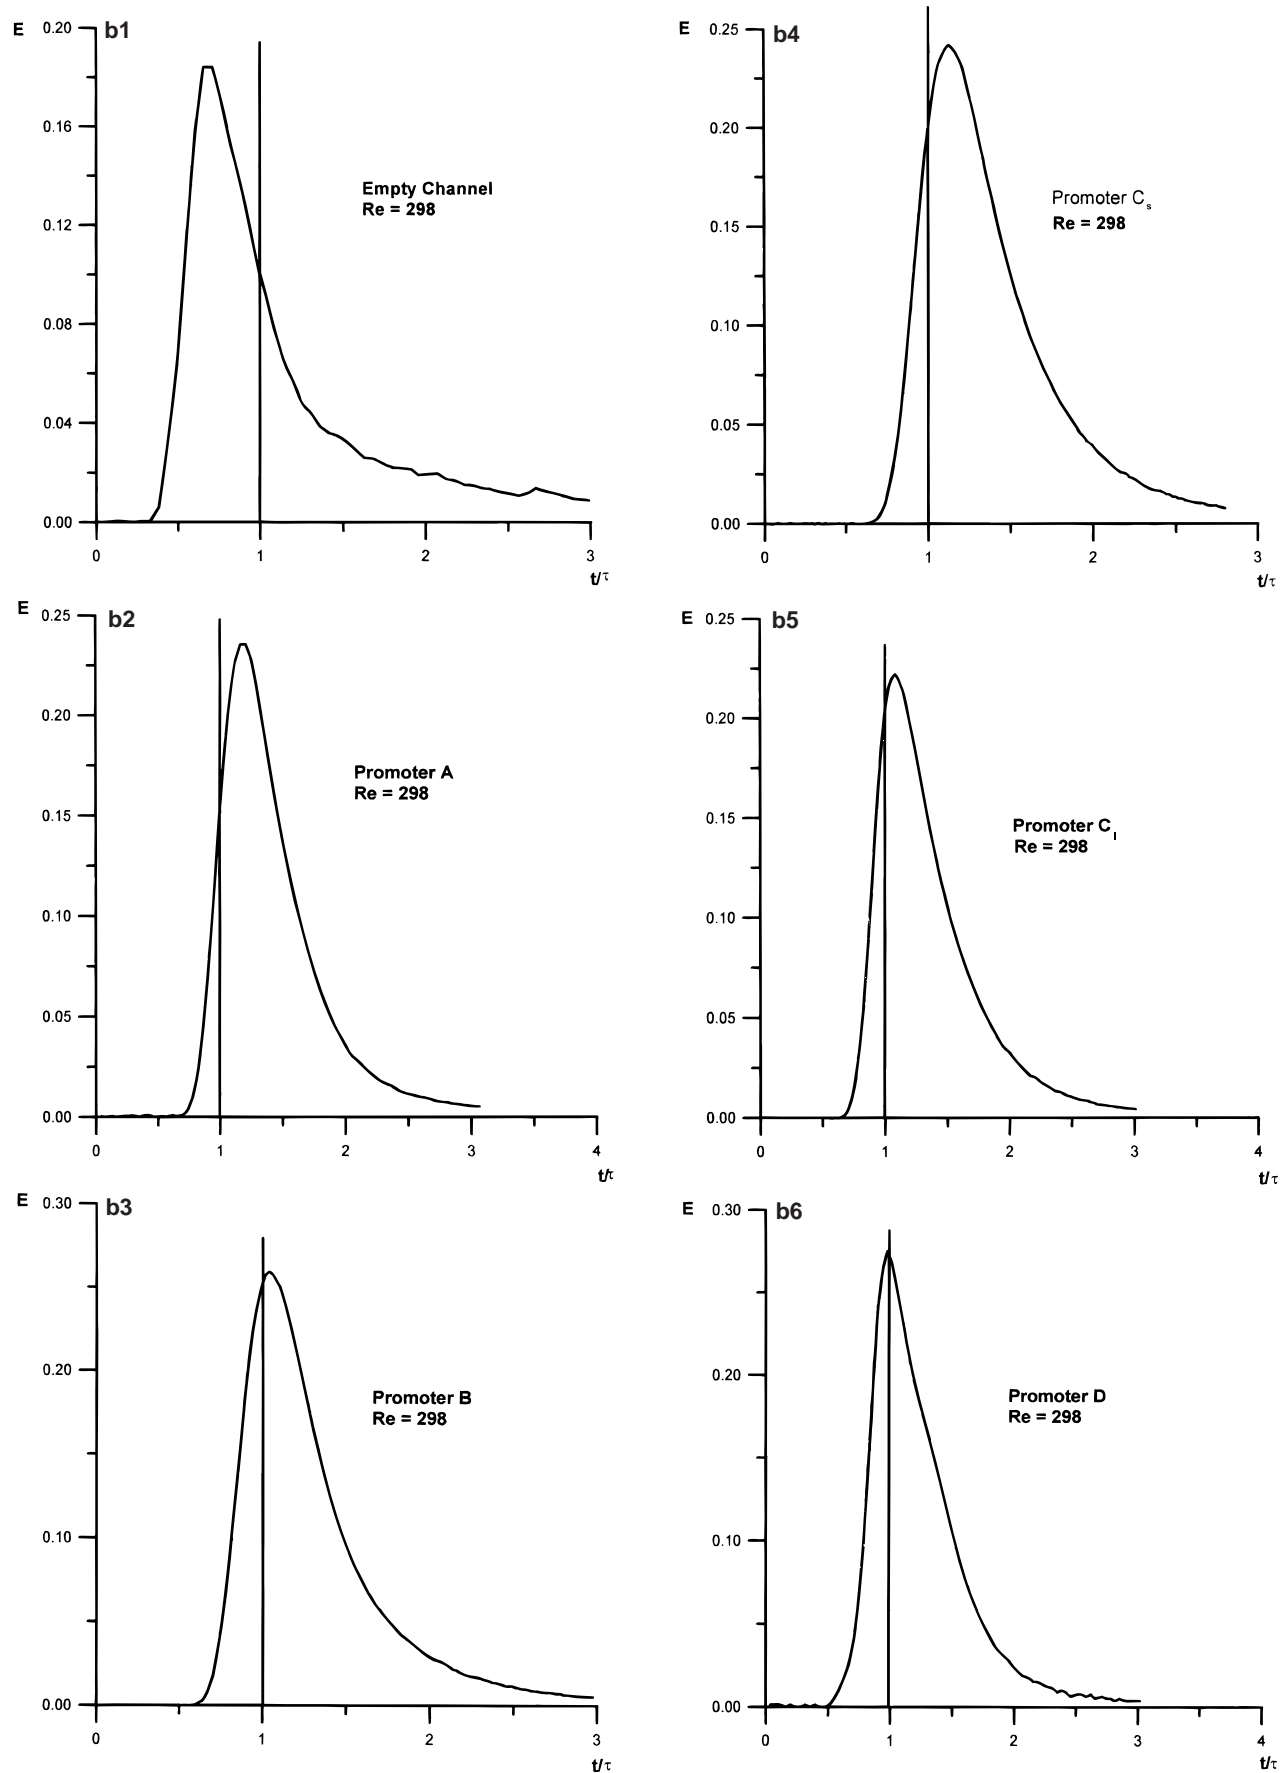 E
b1
0.20
0.16
0.12
0.08
0.04
0.00
Empty Channel
Re = 298
0 1 2 3
t/τ
E
b4
0.25
0.20
0.15
0.10
0.05
0.00
Promoter Cs
Re = 298
0 1 2 3
t/τ
E
b2
0.25
0.20
0.15
0.10
0.05
0.00
Promoter A
Re = 298
0 1 2 3 4
t/τ
E
b5
0.25
0.20
0.15
0.10
0.05
0.00
Promoter Cl
Re = 298
0 1 2 3 4
t/τ
E
b3
0.30
0.20
0.10
0.00
Promoter B
Re = 298
0 1 2 3
t/τ
E
b6
0.30
0.20
0.10
0.00
Promoter D
Re = 298
0 1 2 3 4
t/τ